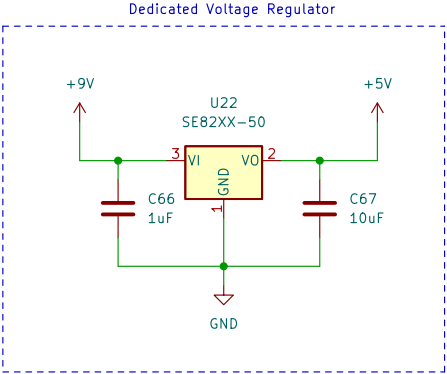 Dedicated Voltage Regulator
+9V
+5V
U22
SE82XX-50
3
VI
VO
2
GND
1
C66
1uF
C67
10uF
GND